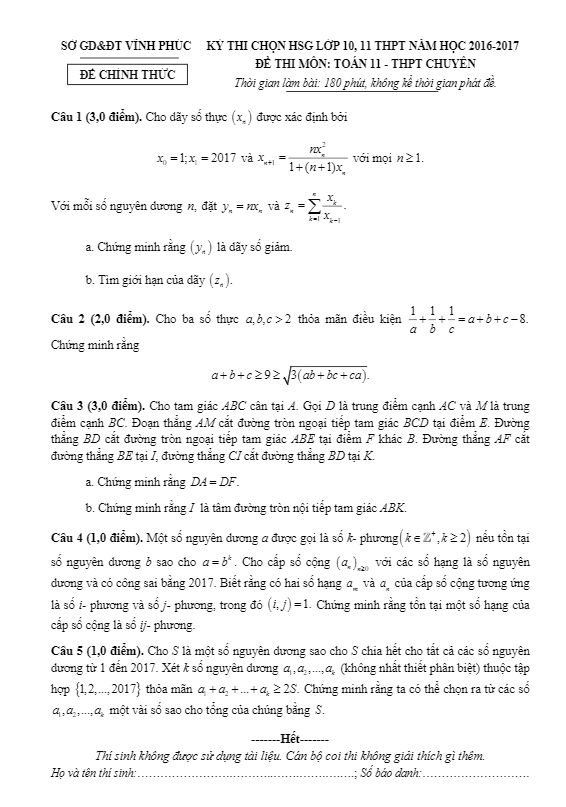 SỞ GD&ĐT VĨNH PHÚC KỲ THI CHỌN HSG LỚP 10, 11 THPT NĂM HỌC 2016-2017
ĐỀ THI MÔN: TOÁN 11 - THPT CHUYÊN
ĐỀ CHÍNH THỨC
Thời gian làm bài: 180 phút, không kể thời gian phát đề.
Câu 1 (3,0 điểm). Cho dãy số thực (x_n) được xác định bởi
x_0 = 1; x_1 = 2017 và x_{n+1} = \frac{nx_n^2}{1+(n+1)x_n} với mọi n ≥ 1.
Với mỗi số nguyên dương n, đặt y_n = nx_n và z_n = \sum_{k=1}^{n} \frac{x_k}{x_{k-1}}.
a. Chứng minh rằng (y_n) là dãy số giảm.
b. Tìm giới hạn của dãy (z_n).
Câu 2 (2,0 điểm). Cho ba số thực a,b,c > 2 thỏa mãn điều kiện \frac{1}{a}+\frac{1}{b}+\frac{1}{c} = a+b+c-8.
Chứng minh rằng
a+b+c ≥ 9 ≥ \sqrt{3(ab+bc+ca)}.
Câu 3 (3,0 điểm). Cho tam giác ABC cân tại A. Gọi D là trung điểm cạnh AC và M là trung
điểm cạnh BC. Đoạn thẳng AM cắt đường tròn ngoại tiếp tam giác BCD tại điểm E. Đường
thẳng BD cắt đường tròn ngoại tiếp tam giác ABE tại điểm F khác B. Đường thẳng AF cắt
đường thẳng BE tại I, đường thẳng CI cắt đường thẳng BD tại K.
a. Chứng minh rằng DA = DF.
b. Chứng minh rằng I là tâm đường tròn nội tiếp tam giác ABK.
Câu 4 (1,0 điểm). Một số nguyên dương a được gọi là số k- phương (k ∈ ℤ⁺, k ≥ 2) nếu tồn tại
số nguyên dương b sao cho a = b^k. Cho cấp số cộng (a_n)_{n≥0} với các số hạng là số nguyên
dương và có công sai bằng 2017. Biết rằng có hai số hạng a_m và a_n của cấp số cộng tương ứng
là số i- phương và số j- phương, trong đó (i,j) = 1. Chứng minh rằng tồn tại một số hạng của
cấp số cộng là số ij- phương.
Câu 5 (1,0 điểm). Cho S là một số nguyên dương sao cho S chia hết cho tất cả các số nguyên
dương từ 1 đến 2017. Xét k số nguyên dương a_1, a_2,..., a_k (không nhất thiết phân biệt) thuộc tập
hợp {1,2,...,2017} thỏa mãn a_1 + a_2 + ... + a_k ≥ 2S. Chứng minh rằng ta có thể chọn ra từ các số
a_1, a_2,..., a_k một vài số sao cho tổng của chúng bằng S.
-------Hết-------
Thí sinh không được sử dụng tài liệu. Cán bộ coi thi không giải thích gì thêm.
Họ và tên thí sinh:……………………………………………….; Số báo danh:………………………